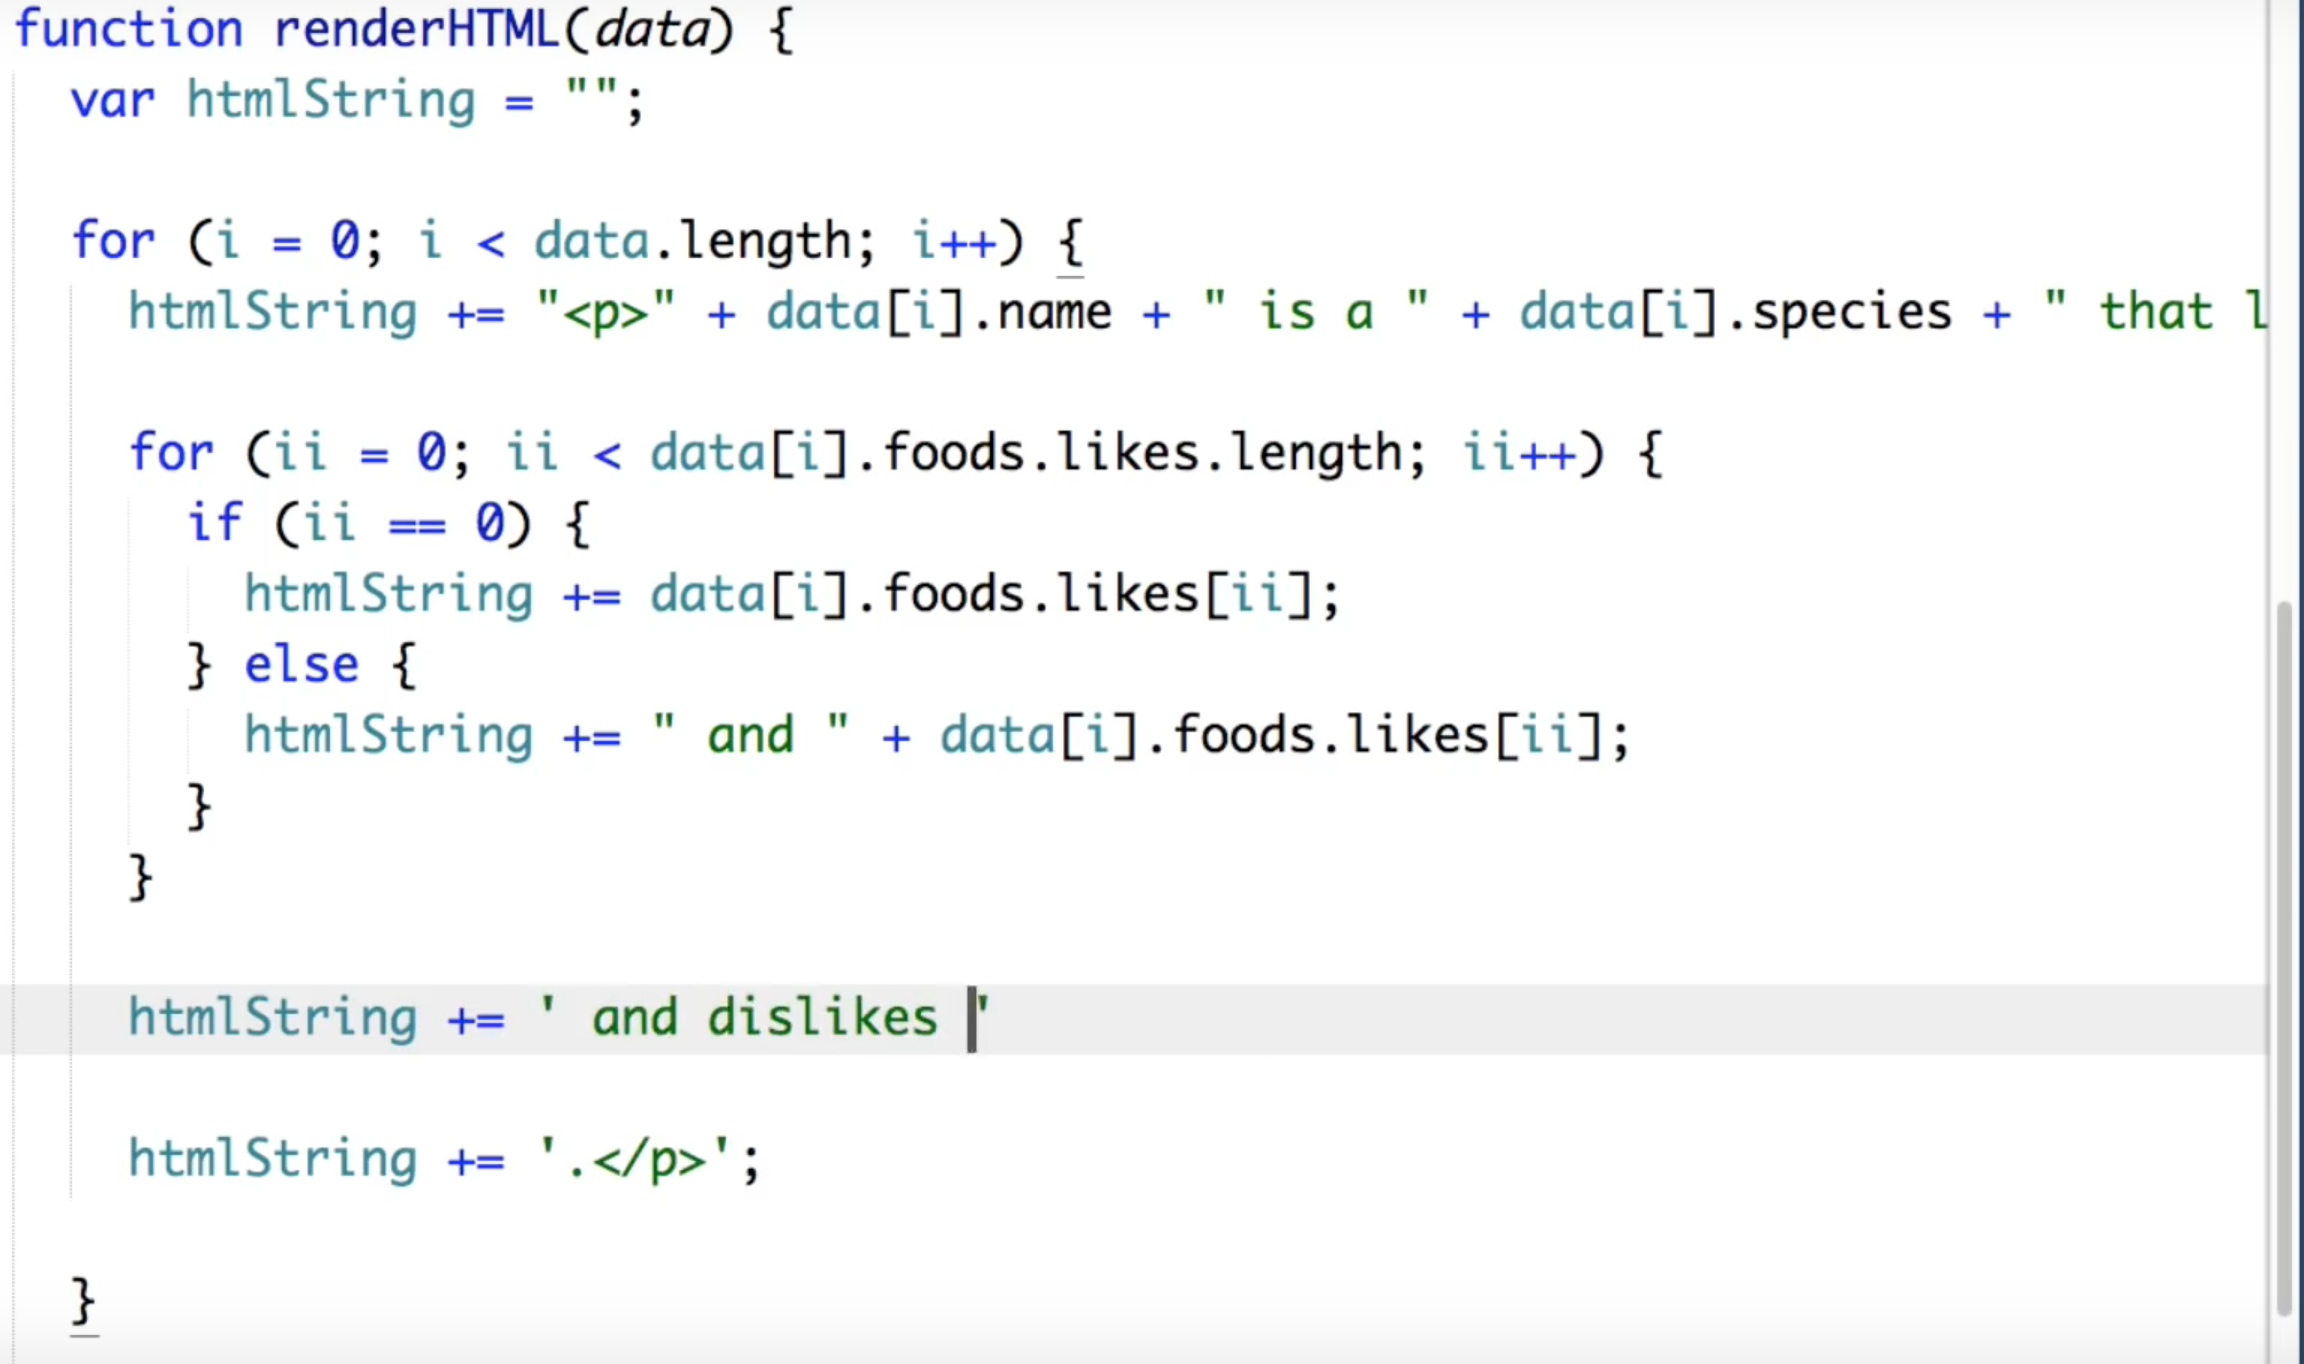 function renderHTML(data) {
var htmlString = "";
for (i = 0; i < data.length; i++) {
htmlString += "<p>" + data[i].name + " is a " + data[i].species + " that l
for (ii = 0; ii < data[i].foods.likes.length; ii++) {
if (ii == 0) {
htmlString += data[i].foods.likes[ii];
} else {
htmlString += " and " + data[i].foods.likes[ii];
}
}
htmlString += ' and dislikes '
htmlString += '.</p>';
}